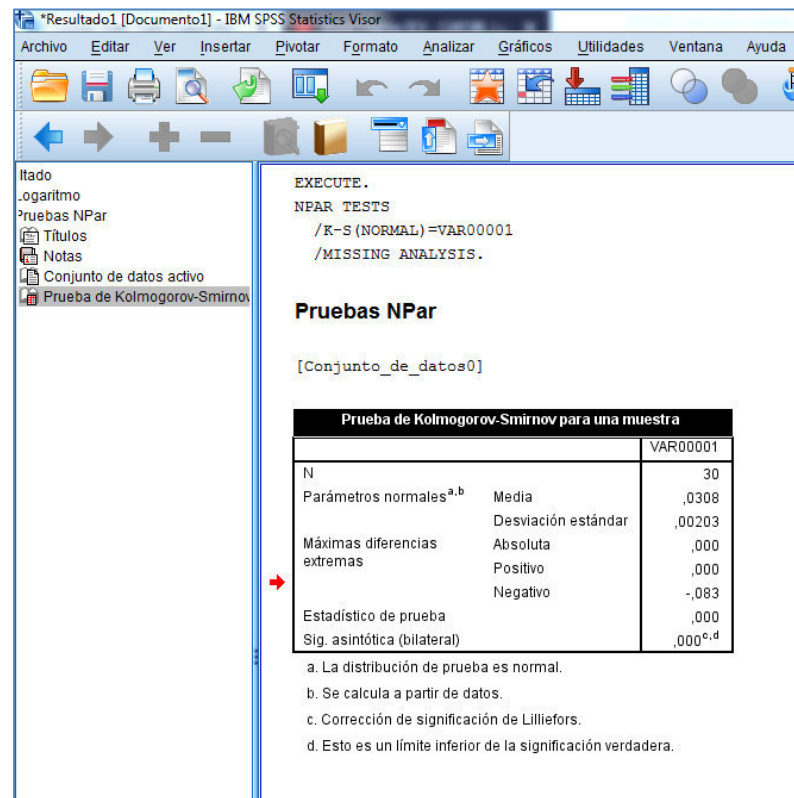 *Resultado1 [Documento1] - IBM SPSS Statistics Visor
Archivo Editar Ver Insertar Pivotar Formato Analizar Gráficos Utilidades Ventana Ayuda
ltado
Logaritmo
Pruebas NPar
Títulos
Notas
Conjunto de datos activo
Prueba de Kolmogorov-Smirnov
EXECUTE.
NPAR TESTS
/K-S(NORMAL)=VAR00001
/MISSING ANALYSIS.
Pruebas NPar
[Conjunto_de_datos0]
Prueba de Kolmogorov-Smirnov para una muestra
VAR00001
N 30
Parámetros normales a,b Media ,0308
Desviación estándar ,00203
Máximas diferencias extremas Absoluta ,000
Positivo ,000
Negativo -,083
Estadístico de prueba ,000
Sig. asintótica (bilateral) ,000 c,d
a. La distribución de prueba es normal.
b. Se calcula a partir de datos.
c. Corrección de significación de Lilliefors.
d. Esto es un límite inferior de la significación verdadera.